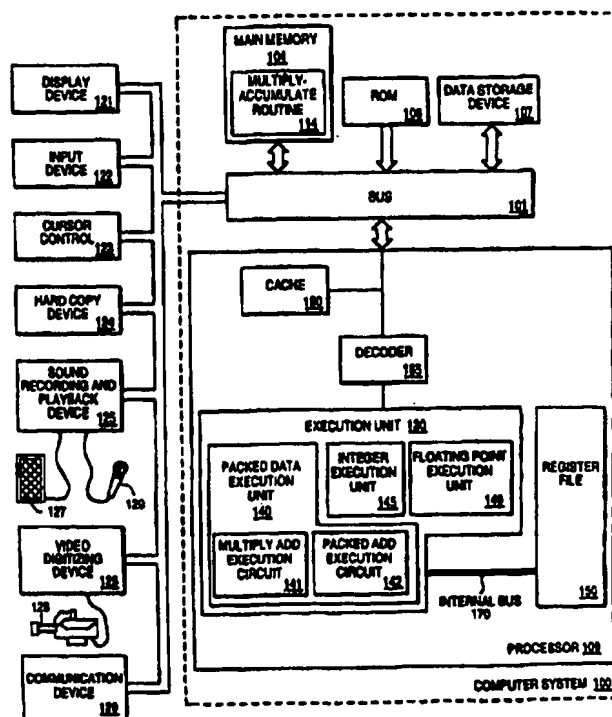 DISPLAY
DEVICE
121
INPUT
DEVICE
122
CURSOR
CONTROL
123
HARD COPY
DEVICE
124
SOUND
RECORDING AND
PLAYBACK
DEVICE
125
127
VIDEO
DIGITIZING
DEVICE
COMMUNICATION
DEVICE
129
MAIN MEMORY
104
MULTIPLY-
ACCUMULATE
ROUTINE
114
ROM
106
DATA STORAGE
DEVICE
107
BUS
101
CACHE
160
DECODER
165
EXECUTION UNIT 130
PACKED DATA
EXECUTION
UNIT
140
INTEGER
EXECUTION
UNIT
145
FLOATING POINT
EXECUTION
UNIT
MULTIPLY ADD
EXECUTION
CIRCUIT
141
PACKED ADD
EXECUTION
CIRCUIT
142
REGISTER
FILE
150
INTERNAL BUS
170
PROCESSOR 109
COMPUTER SYSTEM 100